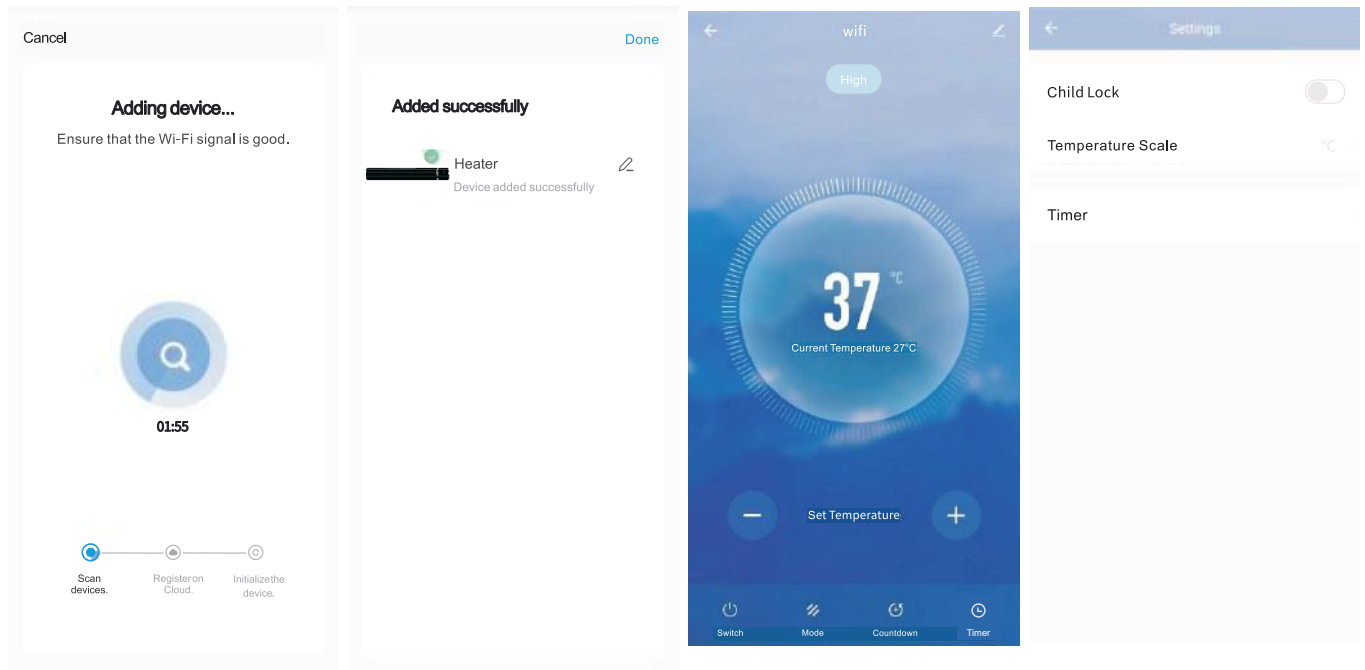 Cancel
Adding device...
Ensure that the Wi-Fi signal is good.
01:55
Scan
devices.
Register on
Cloud.
Initializethe
device.
Done
Added successfully
Heater
Device added successfully
wifi
High
37 °C
Current Temperature 27°C
Set Temperature
Switch
Mode
Countdown
Timer
Settings
Child Lock
Temperature Scale
°C
Timer